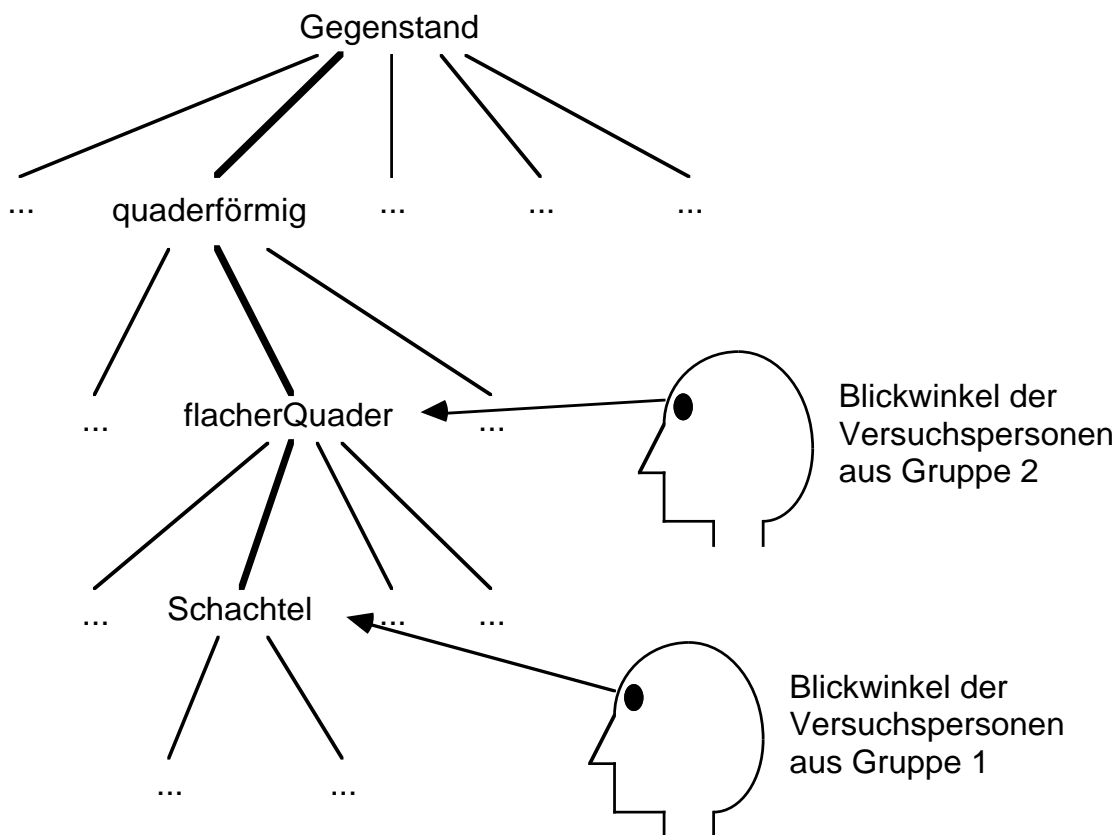 Gegenstand
... quaderförmig ... ... ...
... flacherQuader ...
Blickwinkel der
Versuchspersonen
aus Gruppe 2
... Schachtel ... ...
Blickwinkel der
Versuchspersonen
aus Gruppe 1
... ...